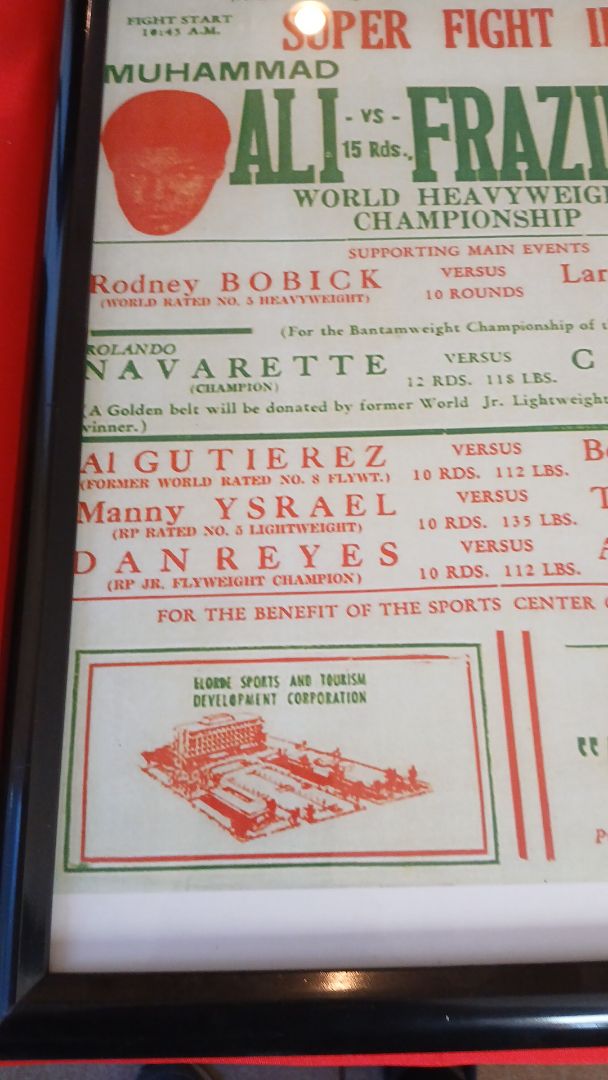 FIGHT START
10:45 A.M.
SUPER FIGHT
MUHAMMAD
ALI - VS - FRAZI
15 Rds.,
WORLD HEAVYWEIG
CHAMPIONSHIP
SUPPORTING MAIN EVENTS
Rodney BOBICK VERSUS Lar
(WORLD RATED NO. 5 HEAVYWEIGHT) 10 ROUNDS
(For the Bantamweight Championship of t
ROLANDO
NAVARETTE VERSUS C
(CHAMPION) 12 RDS. 118 LBS.
(A Golden belt will be donated by former World Jr. Lightweight
winner.)
Al GUTIEREZ VERSUS B
(FORMER WORLD RATED NO. 8 FLYWT.) 10 RDS. 112 LBS.
Manny YSRAEL VERSUS T
(RP RATED NO. 5 LIGHTWEIGHT) 10 RDS. 135 LBS.
DAN REYES VERSUS A
(RP JR. FLYWEIGHT CHAMPION) 10 RDS. 112 LBS.
FOR THE BENEFIT OF THE SPORTS CENTER
ELORDE SPORTS AND TOURISM
DEVELOPMENT CORPORATION